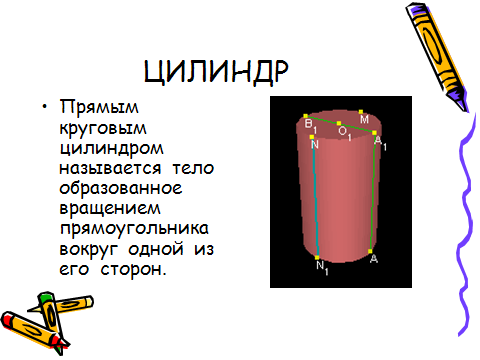 ЦИЛИНДР
• Прямым
круговым
цилиндром
называется тело
образованное
вращением
прямоугольника
вокруг одной из
его сторон.
B1
O1
M
N
A1
N1
A